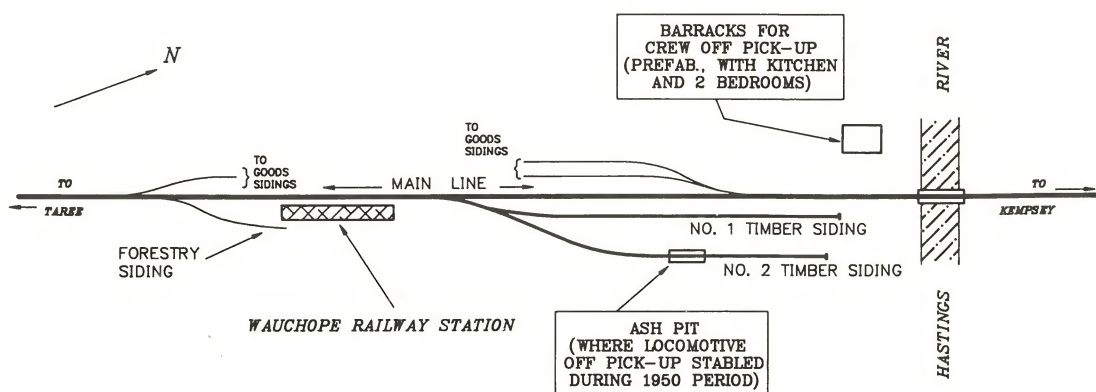 BARRACKS FOR
CREW OFF PICK-UP
(PREFAB., WITH KITCHEN
AND 2 BEDROOMS)
RIVER
N
TO
GOODS
SIDINGS
TO
GOODS
SIDINGS
TO
TAREE
MAIN LINE
TO
KEMPSEY
FORESTRY
SIDING
NO. 1 TIMBER SIDING
NO. 2 TIMBER SIDING
WAUCHOPE RAILWAY STATION
ASH PIT
(WHERE LOCOMOTIVE
OFF PICK-UP STABLED
DURING 1950 PERIOD)
HASTINGS